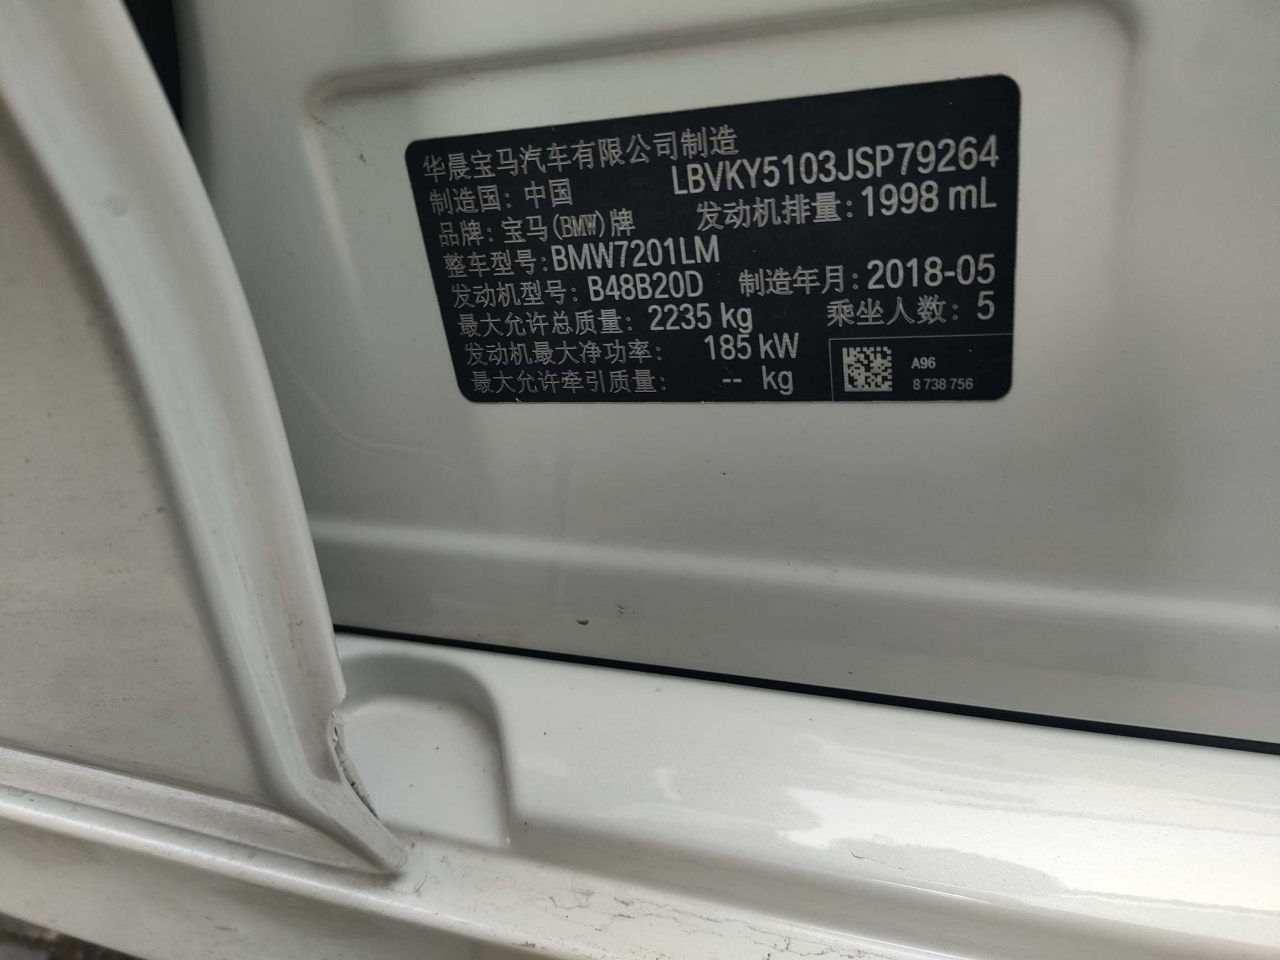 华晨宝马汽车有限公司制造
制造国：中国 LBVKY5103JSP79264
品牌：宝马(BMW)牌 发动机排量：1998 mL
整车型号：BMW7201LM
发动机型号：B48B20D 制造年月：2018-05
最大允许总质量：2235 kg 乘坐人数：5
发动机最大净功率：185 kW
最大允许牵引质量：-- kg
A96
8 738 756